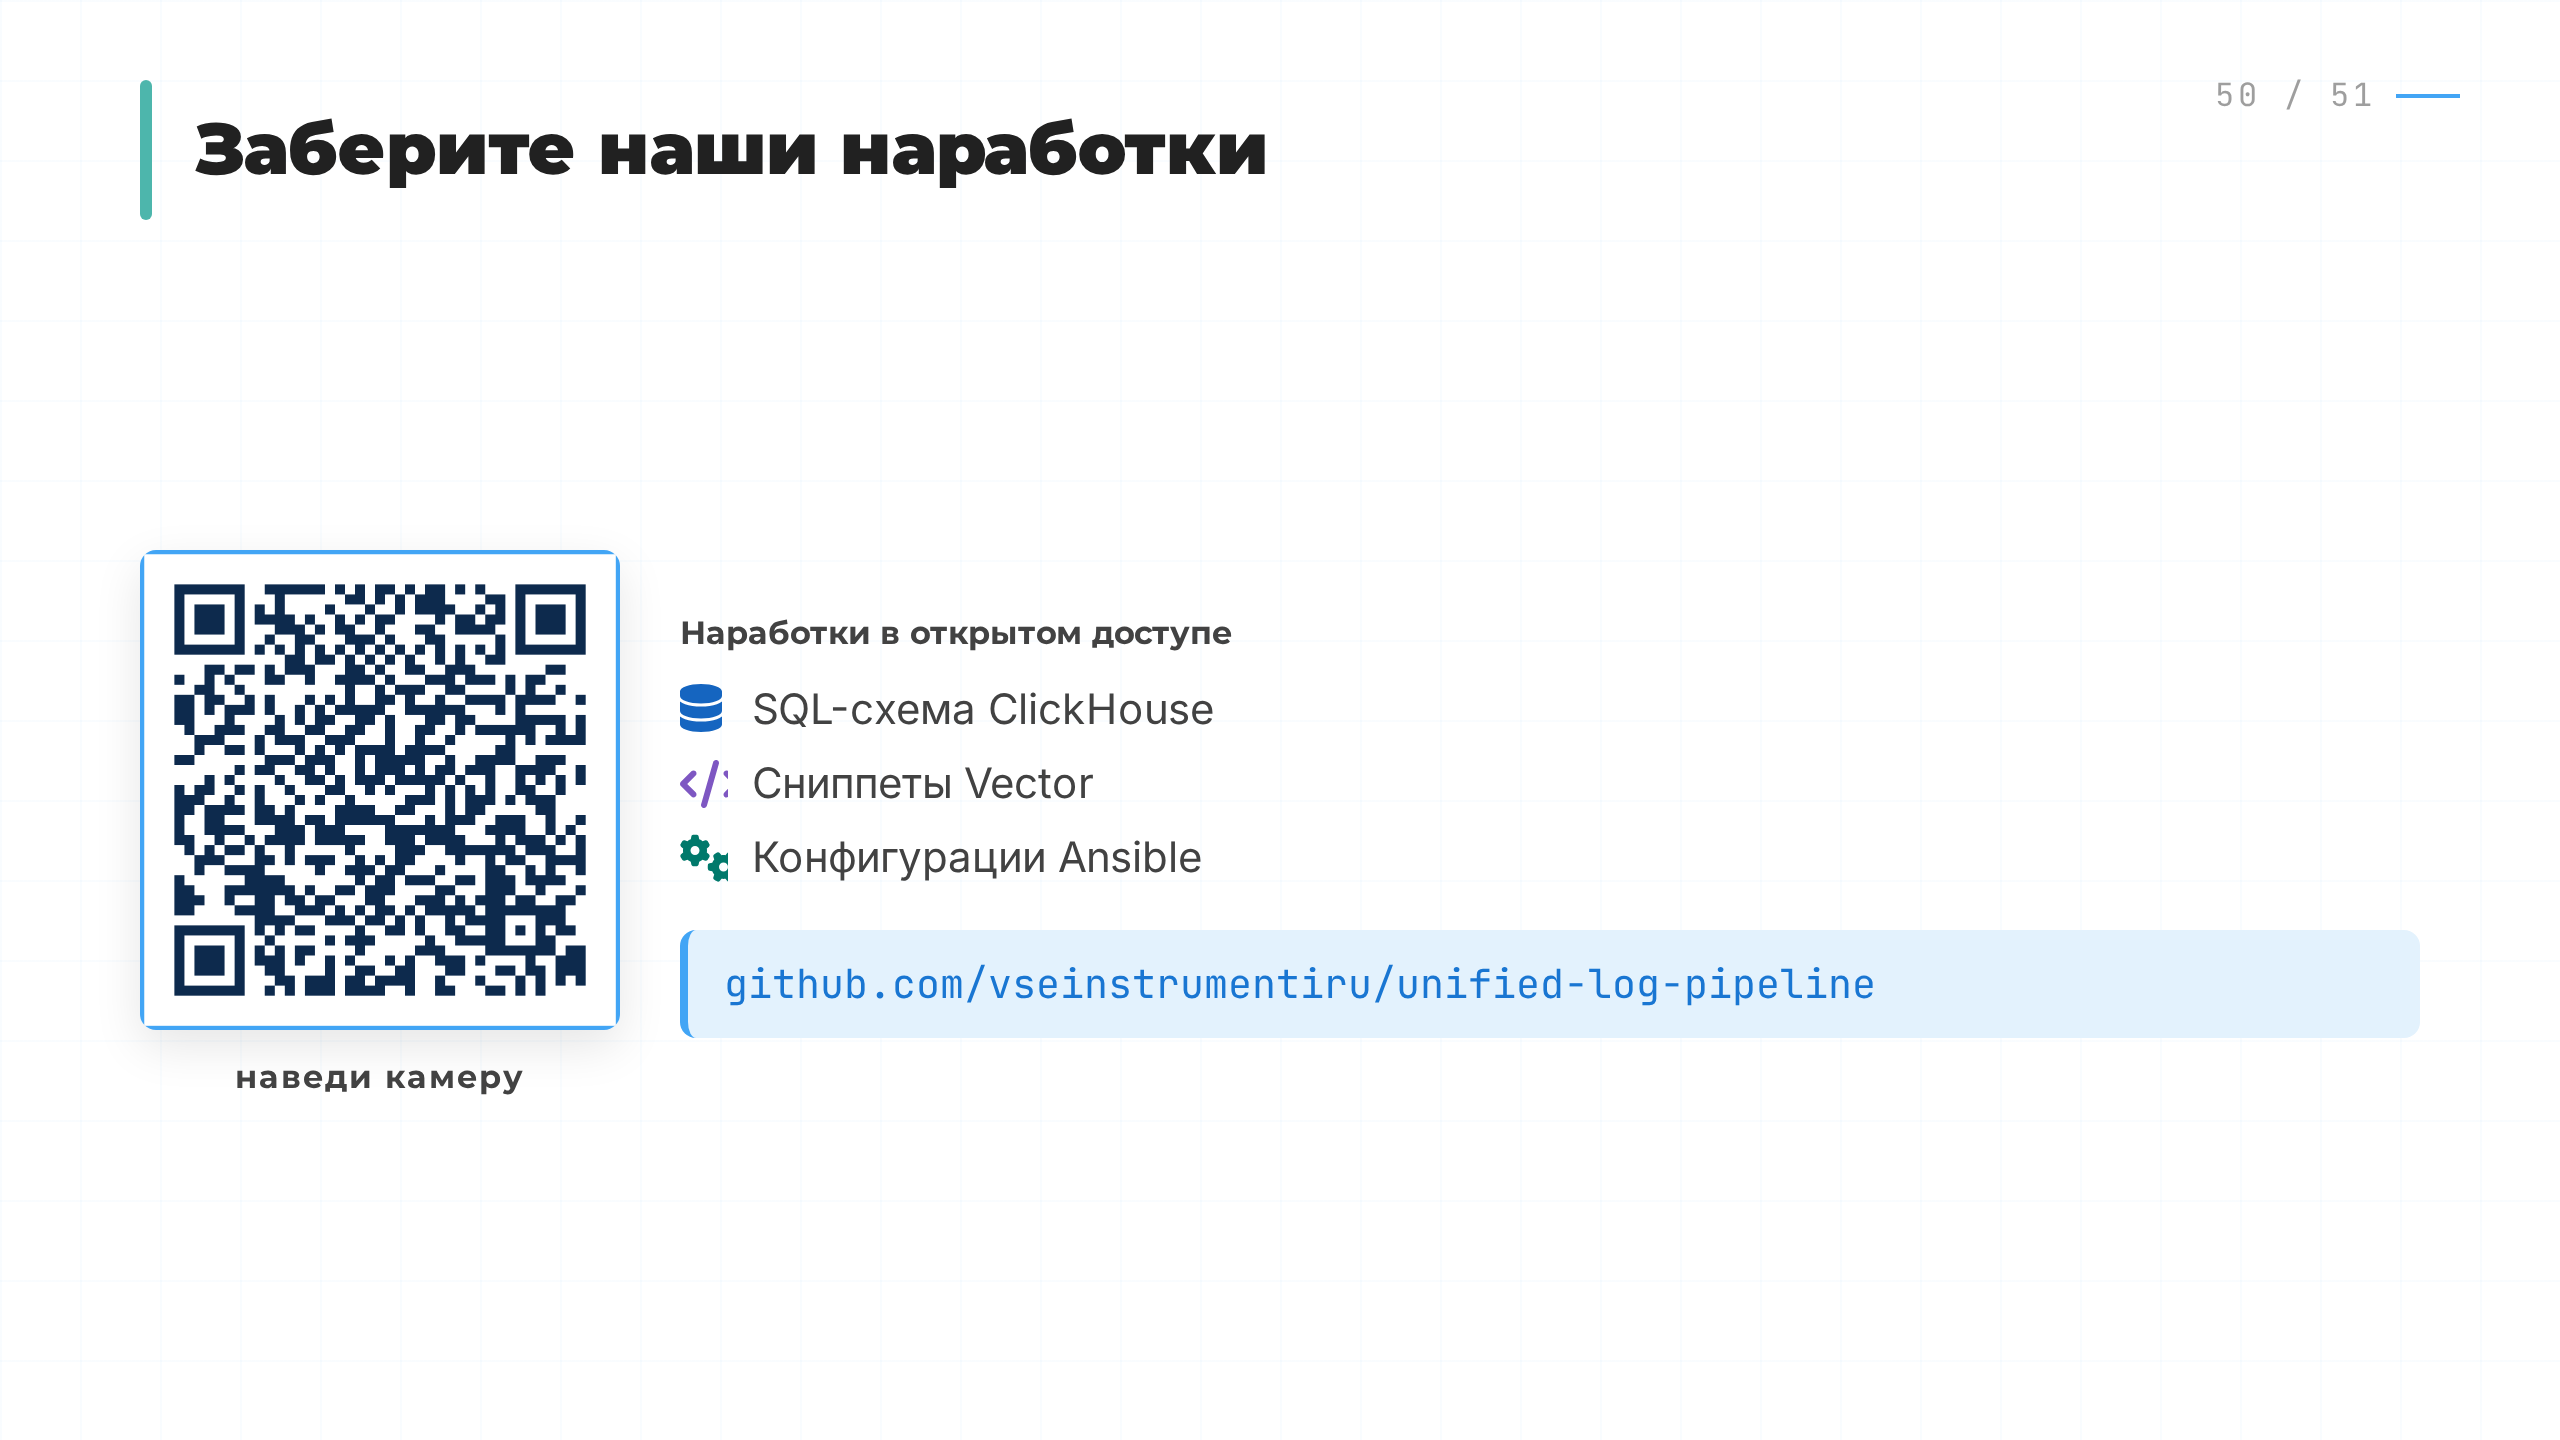 50 / 51
Заберите наши наработки
Наработки в открытом доступе
SQL-схема ClickHouse
Сниппеты Vector
Конфигурации Ansible
github.com/vseinstrumentiru/unified-log-pipeline
наведи камеру